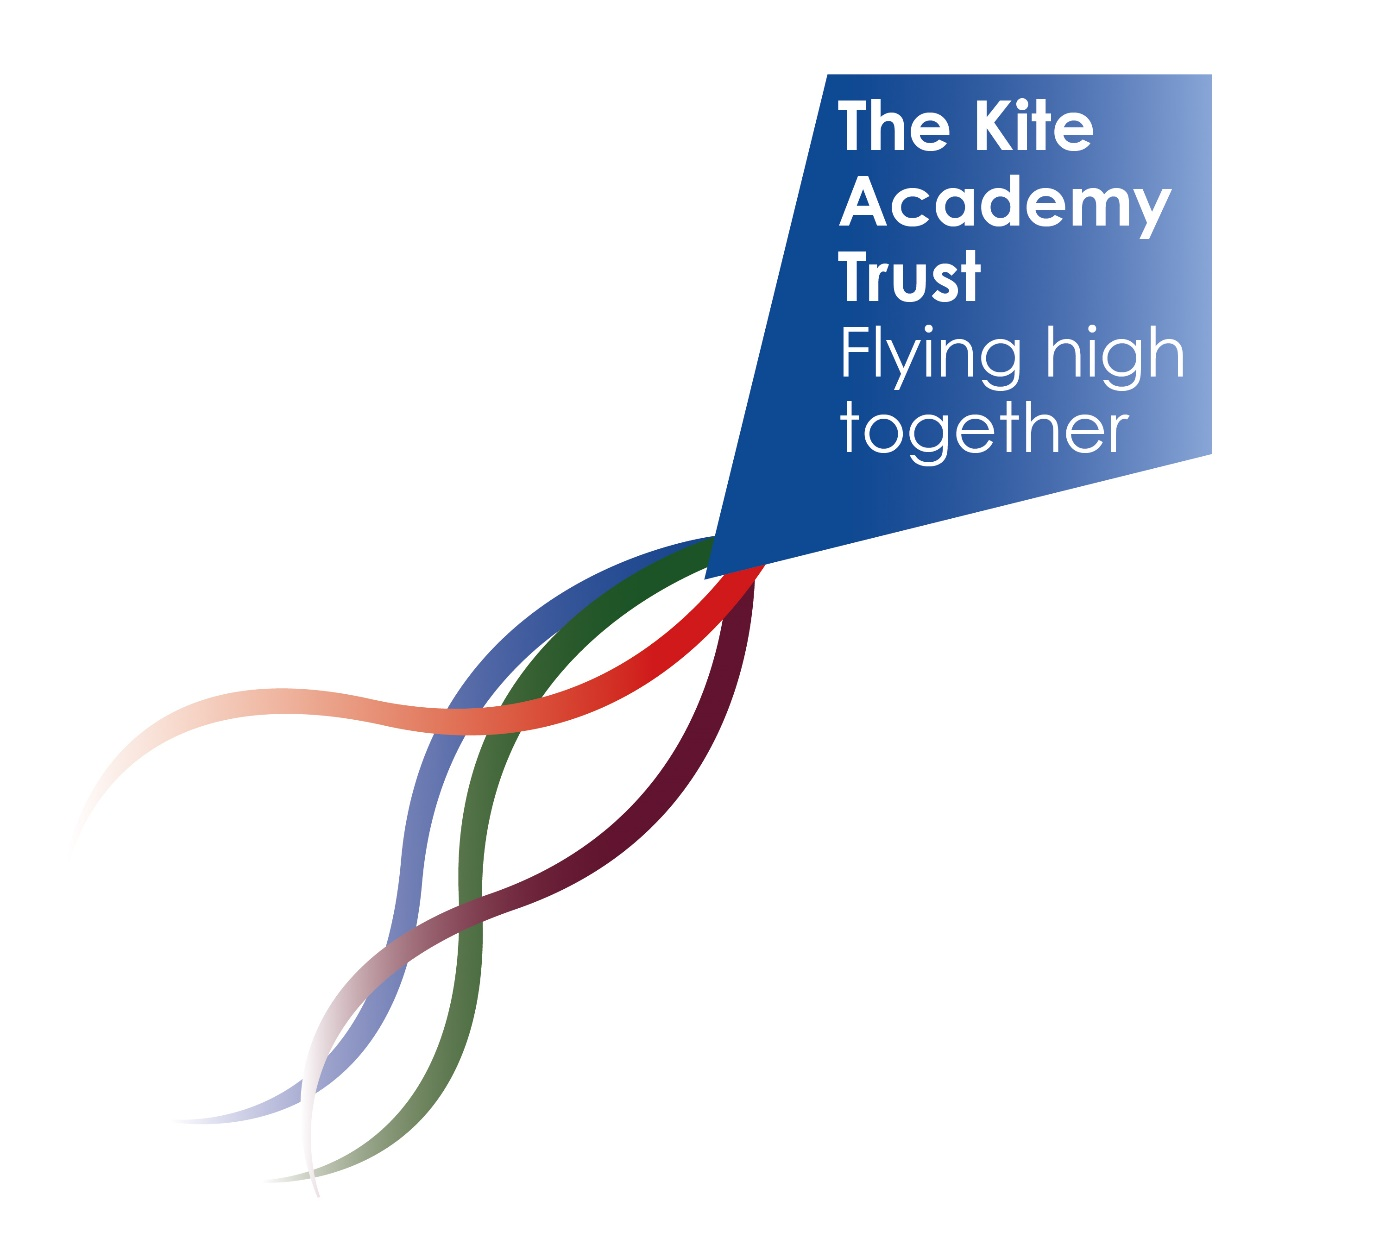 The Kite
Academy
Trust
Flying high
together